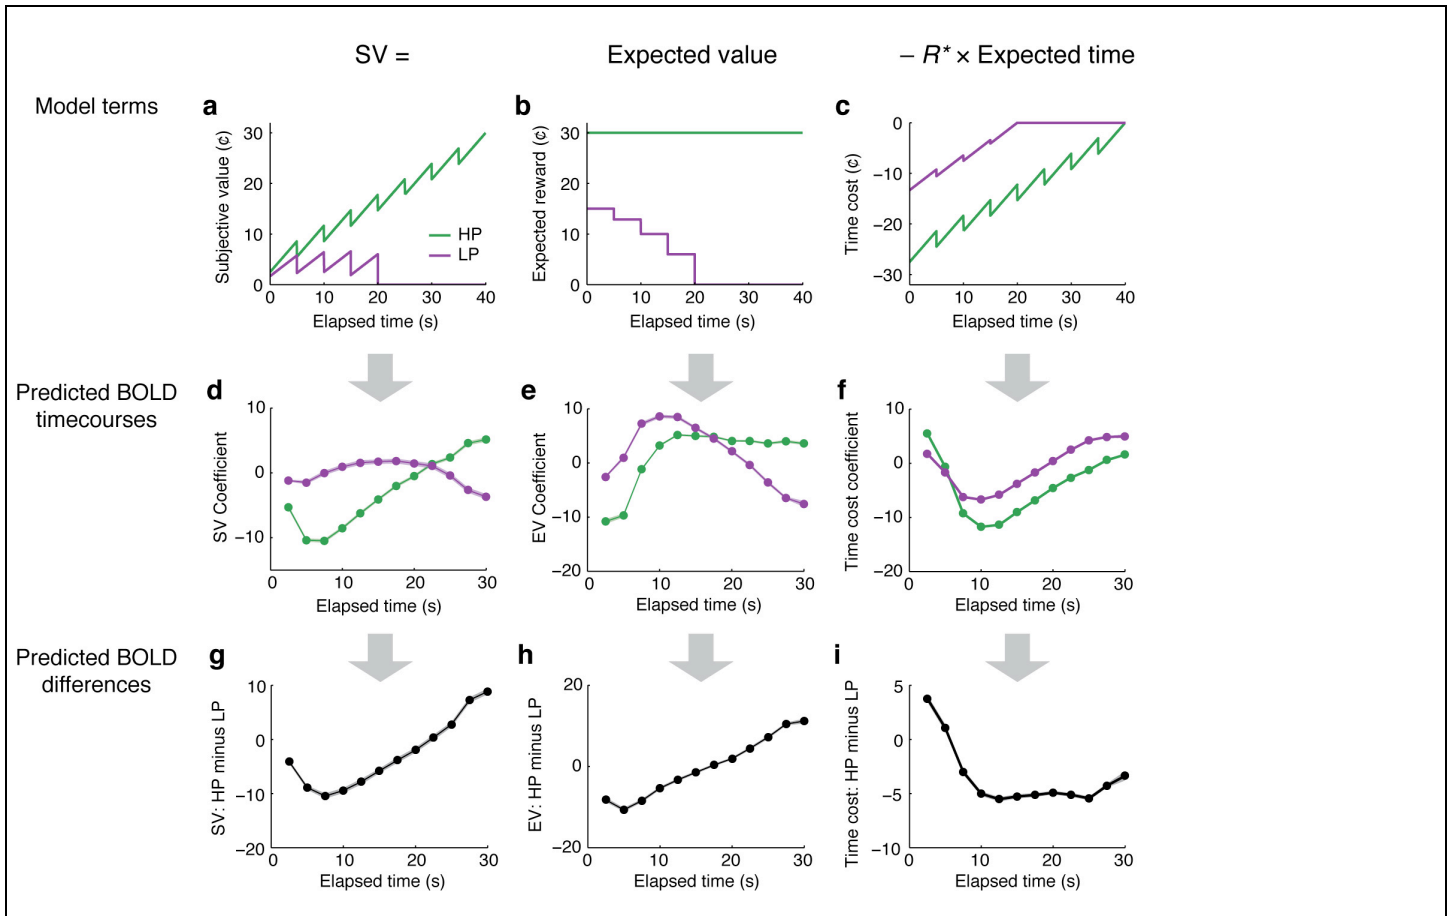 SV =
Expected value
− R* × Expected time
Model terms
a
b
c
Subjective value (¢)
30
20
10
0
HP
LP
0
10
20
30
40
Elapsed time (s)
Expected reward (¢)
30
20
10
0
0
10
20
30
40
Elapsed time (s)
Time cost (¢)
0
−10
−20
−30
0
10
20
30
40
Elapsed time (s)
Predicted BOLD
timecourses
d
e
f
SV Coefficient
10
0
−10
0
10
20
30
Elapsed time (s)
EV Coefficient
10
0
−10
−20
0
10
20
30
Elapsed time (s)
Time cost coefficient
10
0
−10
−20
0
10
20
30
Elapsed time (s)
Predicted BOLD
differences
g
h
i
SV: HP minus LP
10
0
−10
−20
0
10
20
30
Elapsed time (s)
EV: HP minus LP
20
0
−20
0
10
20
30
Elapsed time (s)
Time cost: HP minus LP
5
0
−5
−10
0
10
20
30
Elapsed time (s)